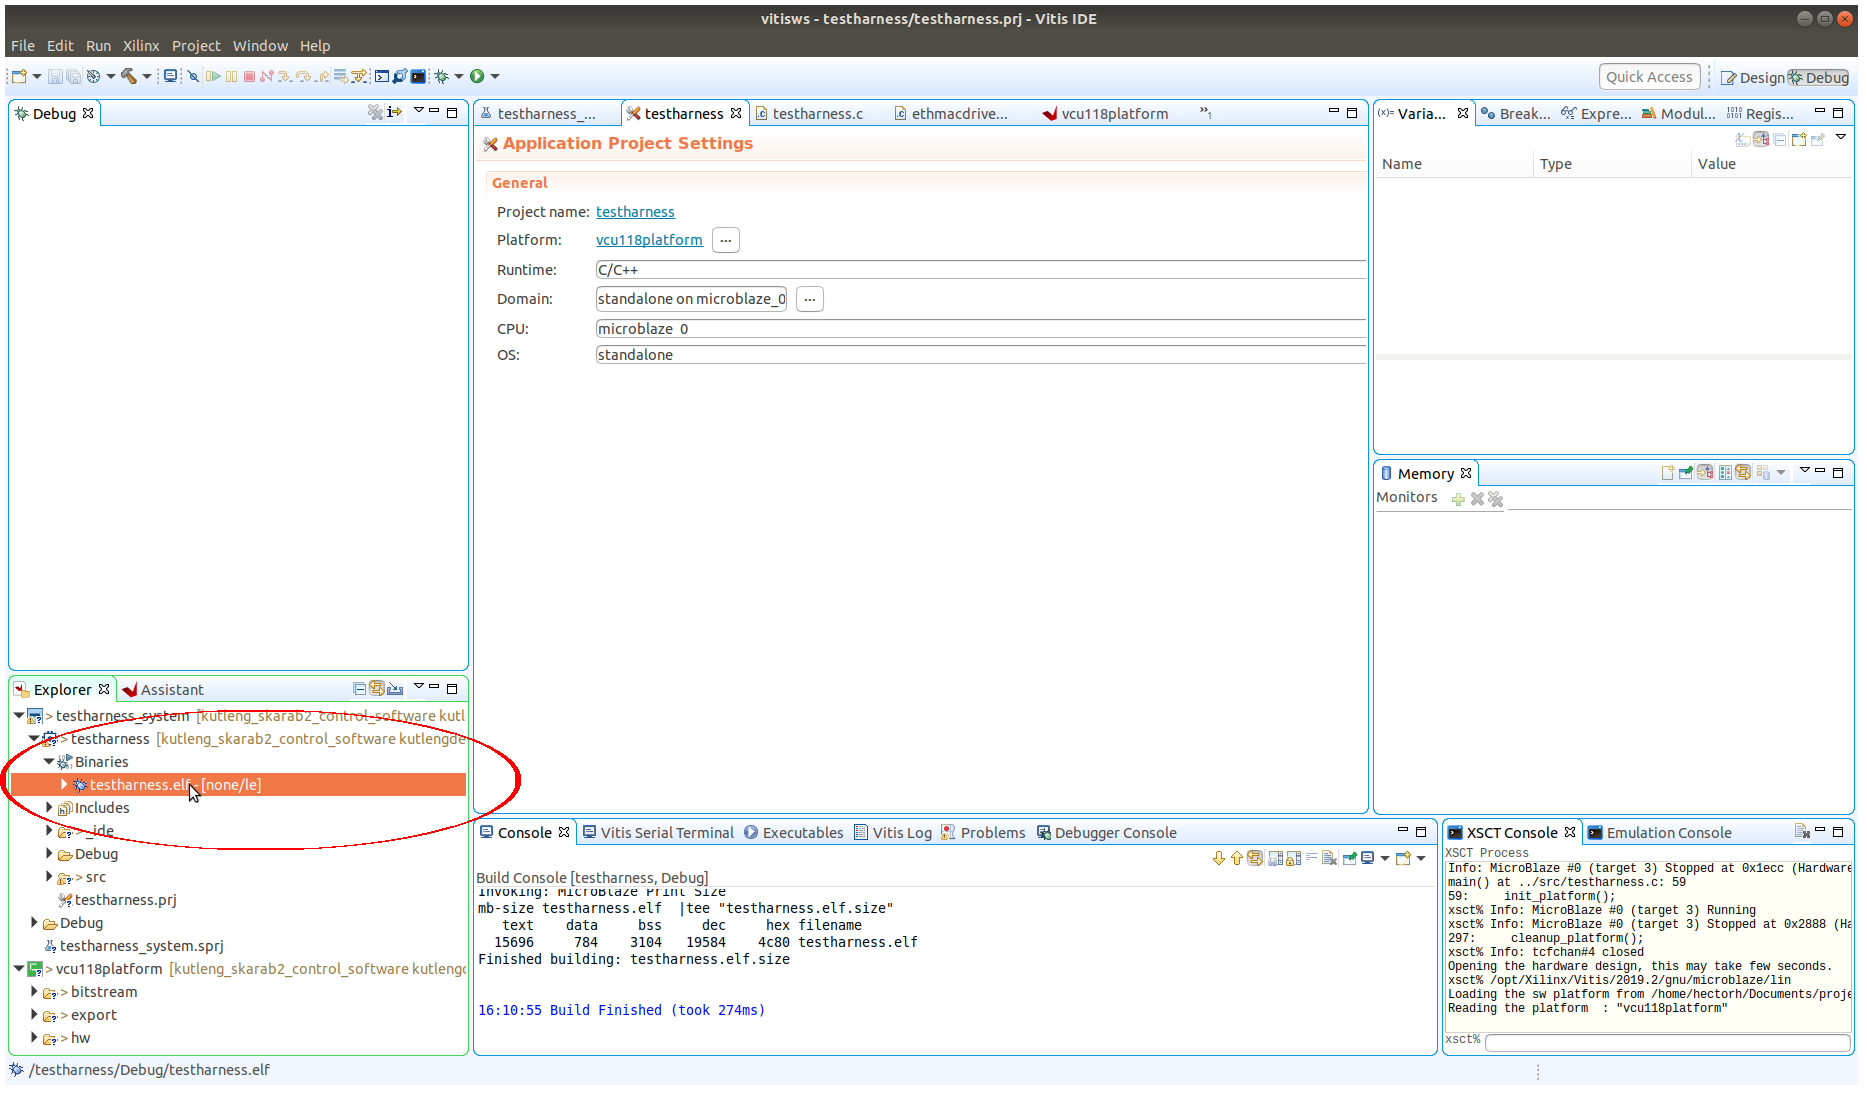 vitisws - testharness/testharness.prj - Vitis IDE
File Edit Run Xilinx Project Window Help
Quick Access Design Debug
Debug
testharness_... testharness testharness.c ethmacdrive... vcu118platform »1
Application Project Settings
General
Project name: testharness
Platform: vcu118platform ...
Runtime: C/C++
Domain: standalone on microblaze_0 ...
CPU: microblaze_0
OS: standalone
(x)= Varia... Break... Expre... Modul... Regis...
Name Type Value
Memory
Monitors
Explorer Assistant
> testharness_system [kutleng_skarab2_control_software kutl
> testharness [kutleng_skarab2_control_software kutlengde
Binaries
testharness.elf - [none/le]
Includes
> _ide
Debug
> src
testharness.prj
Debug
testharness_system.sprj
> vcu118platform [kutleng_skarab2_control_software kutlengd
> bitstream
> export
> hw
Console Vitis Serial Terminal Executables Vitis Log Problems Debugger Console
Build Console [testharness, Debug]
Invoking: MicroBlaze Print Size
mb-size testharness.elf |tee "testharness.elf.size"
text data bss dec hex filename
15696 784 3104 19584 4c80 testharness.elf
Finished building: testharness.elf.size
16:10:55 Build Finished (took 274ms)
XSCT Console Emulation Console
XSCT Process
Info: MicroBlaze #0 (target 3) Stopped at 0x1ecc (Hardware
main() at ../src/testharness.c: 59
59: init_platform();
xsct% Info: MicroBlaze #0 (target 3) Running
xsct% Info: MicroBlaze #0 (target 3) Stopped at 0x2888 (Ha
297: cleanup_platform();
xsct% Info: tcfchan#4 closed
Opening the hardware design, this may take few seconds.
xsct% /opt/Xilinx/Vitis/2019.2/gnu/microblaze/lin
Loading the sw platform from /home/hectorh/Documents/proje
Reading the platform : "vcu118platform"
xsct%
/testharness/Debug/testharness.elf